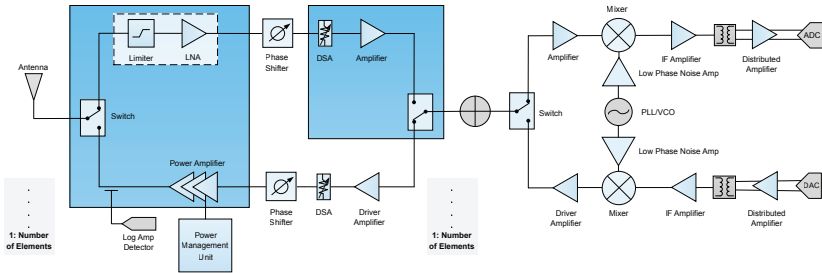 Mixer
Limiter
LNA
Phase
Shifter
DSA
Amplifier
Amplifier
IF Amplifier
Distributed
Amplifier
ADC
Antenna
Low Phase Noise Amp
Switch
Switch
PLL/VCO
Power Amplifier
Low Phase Noise Amp
DAC
.
.
.
.
1: Number
of Elements
Log Amp
Detector
Power
Management
Unit
Phase
Shifter
DSA
Driver
Amplifier
.
.
.
.
1: Number
of Elements
Driver
Amplifier
Mixer
IF Amplifier
Distributed
Amplifier